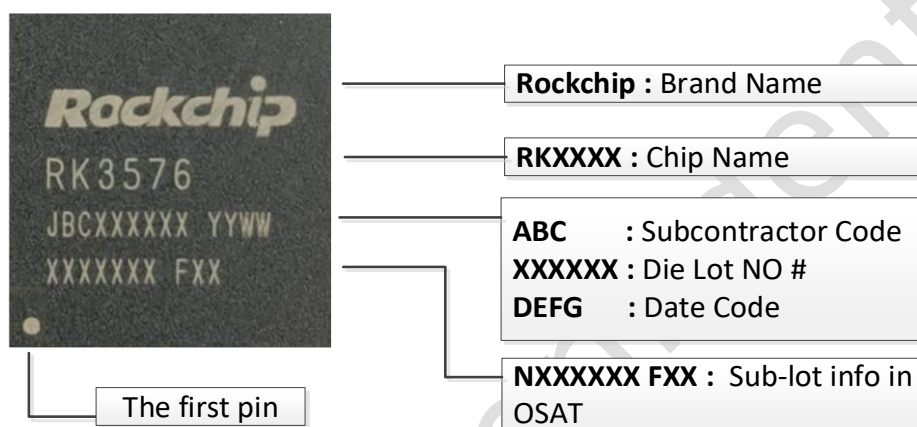 Rockchip
RK3576
JBCXXXXXX YYWW
XXXXXXX FXX
The first pin
Rockchip : Brand Name
RKXXXX : Chip Name
ABC : Subcontractor Code
XXXXXX : Die Lot NO #
DEFG : Date Code
NXXXXXX FXX : Sub-lot info in
OSAT